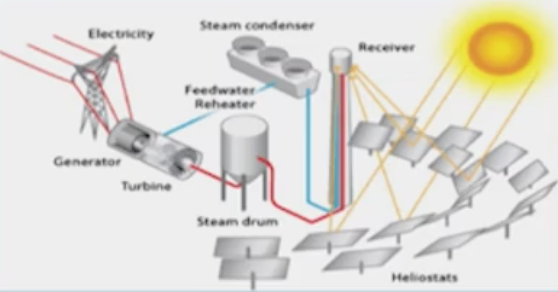 Electricity
Steam condenser
Receiver
Feedwater
Reheater
Generator
Turbine
Steam drum
Heliostats